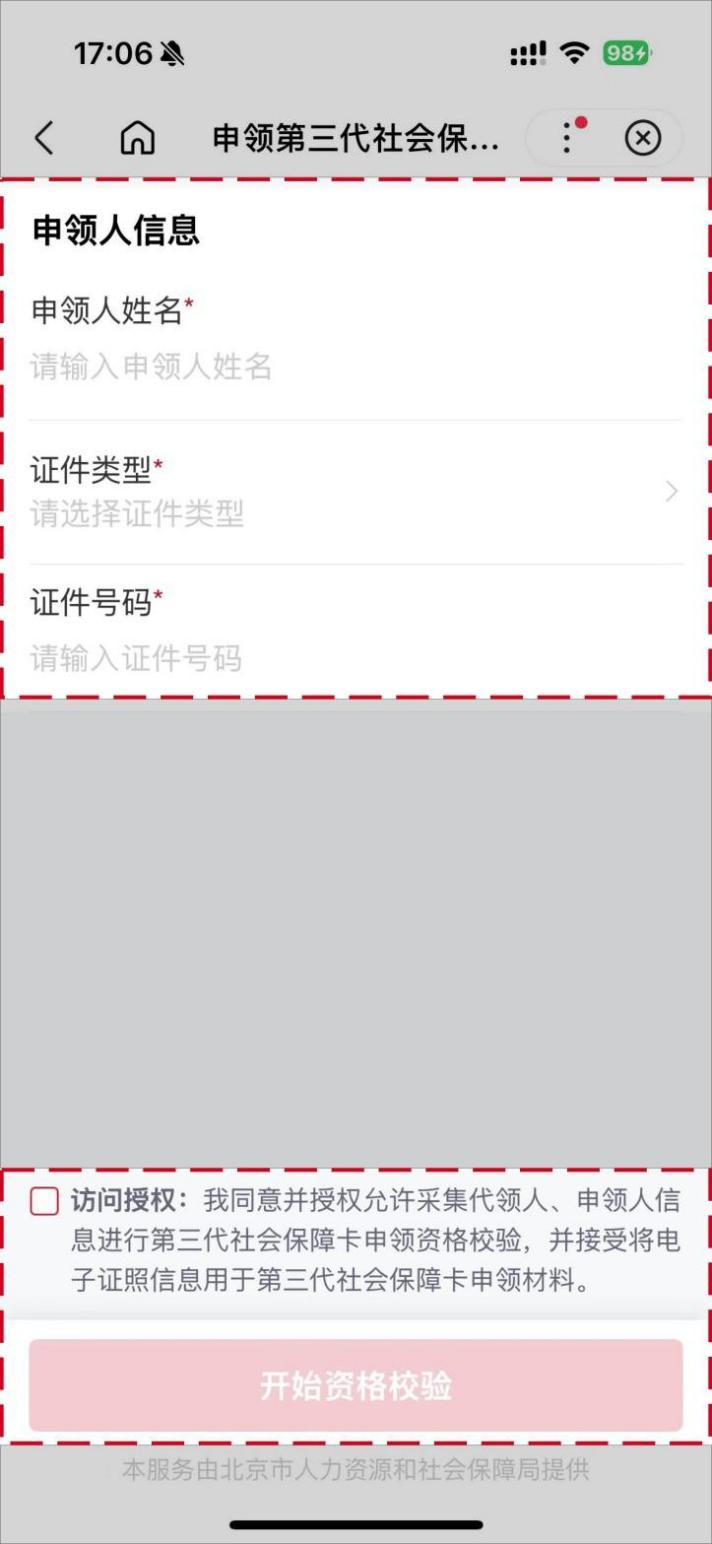 17:06
98
申领第三代社会保...
申领人信息
申领人姓名*
请输入申领人姓名
证件类型*
请选择证件类型
证件号码*
请输入证件号码
访问授权：我同意并授权允许采集代领人、申领人信
息进行第三代社会保障卡申领资格校验，并接受将电
子证照信息用于第三代社会保障卡申领材料。
开始资格校验
本服务由北京市人力资源和社会保障局提供